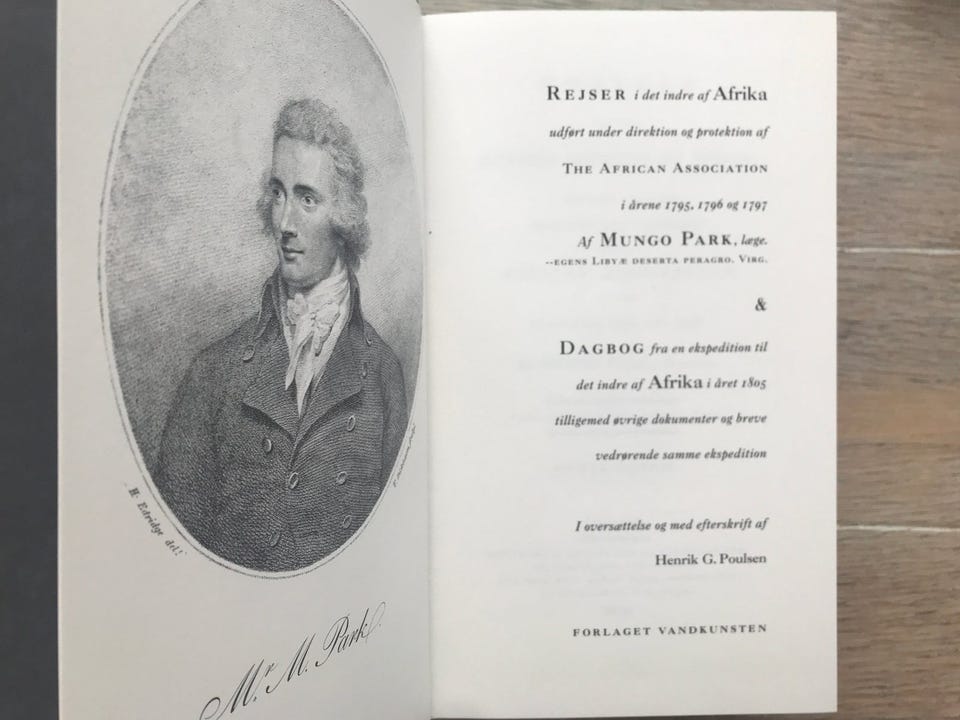 H. Edridge del.t
Mr. M. Park.
REJSER i det indre af Afrika
udført under direktion og protektion af
THE AFRICAN ASSOCIATION
i årene 1795, 1796 og 1797
Af MUNGO PARK, læge.
--EGENS LIBYÆ DESERTA PERAGRO. VIRG.
&
DAGBOG fra en ekspedition til
det indre af Afrika i året 1805
tilligemed øvrige dokumenter og breve
vedrørende samme ekspedition
I oversættelse og med efterskrift af
Henrik G. Poulsen
FORLAGET VANDKUNSTEN